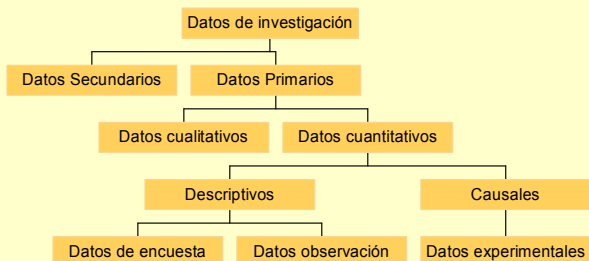 Datos de investigación
Datos Secundarios
Datos Primarios
Datos cualitativos
Datos cuantitativos
Descriptivos
Causales
Datos de encuesta
Datos observación
Datos experimentales